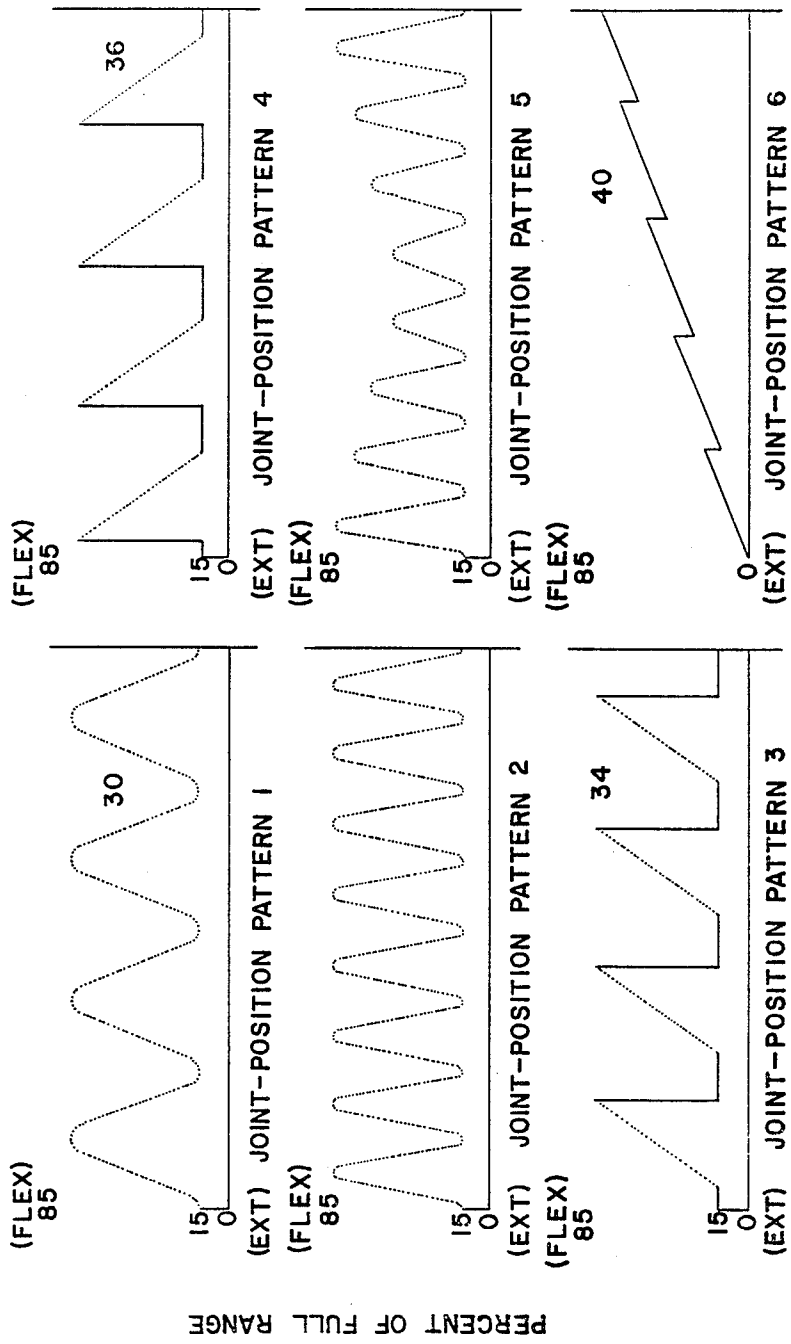 PERCENT OF FULL RANGE
(FLEX)
85
30
15
0
(EXT) JOINT-POSITION PATTERN 1
(FLEX)
85
15
0
(EXT) JOINT-POSITION PATTERN 2
(FLEX)
85
34
15
0
(EXT) JOINT-POSITION PATTERN 3
(FLEX)
85
36
15
0
(EXT) JOINT-POSITION PATTERN 4
(FLEX)
85
15
0
(EXT) JOINT-POSITION PATTERN 5
(FLEX)
85
40
0
(EXT) JOINT-POSITION PATTERN 6